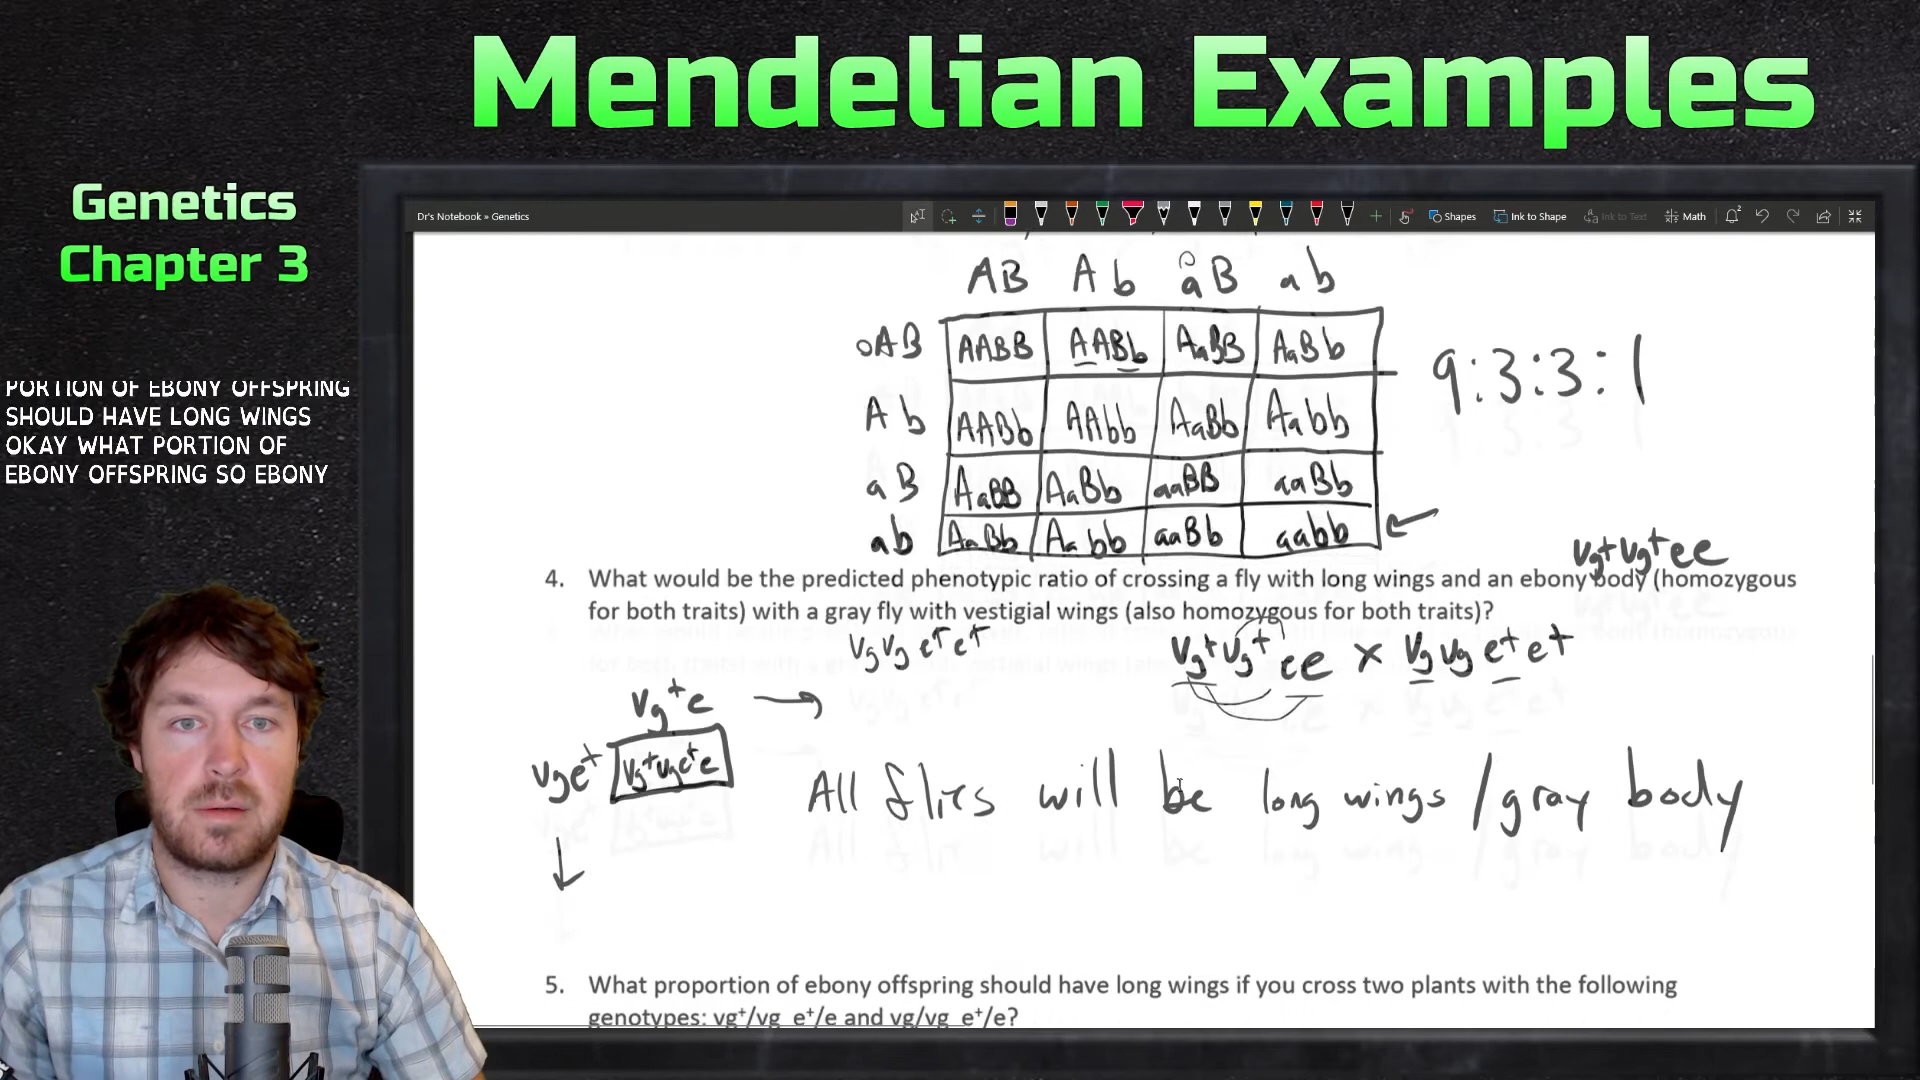 Mendelian Examples
Genetics
Chapter 3
PORTION OF EBONY OFFSPRING
SHOULD HAVE LONG WINGS
OKAY WHAT PORTION OF
EBONY OFFSPRING SO EBONY
Dr's Notebook » Genetics
Shapes Ink to Shape Ink to Text Math
AB Ab aB ab
AB AABB AABb AaBB AaBb
9:3:3:1
Ab AABb AAbb AaBb Aabb
aB AaBB AaBb aaBB aaBb
ab AaBb Aabb aaBb aabb
vg⁺vg⁺ee
4. What would be the predicted phenotypic ratio of crossing a fly with long wings and an ebony body (homozygous
for both traits) with a gray fly with vestigial wings (also homozygous for both traits)?
vgvg e⁺e⁺
vg⁺vg⁺ ee × vgvg e⁺e⁺
vg⁺e
vge⁺ vg⁺vge⁺e
All flies will be long wings / gray body
5. What proportion of ebony offspring should have long wings if you cross two plants with the following
genotypes: vg⁺/vg e⁺/e and vg/vg e⁺/e?